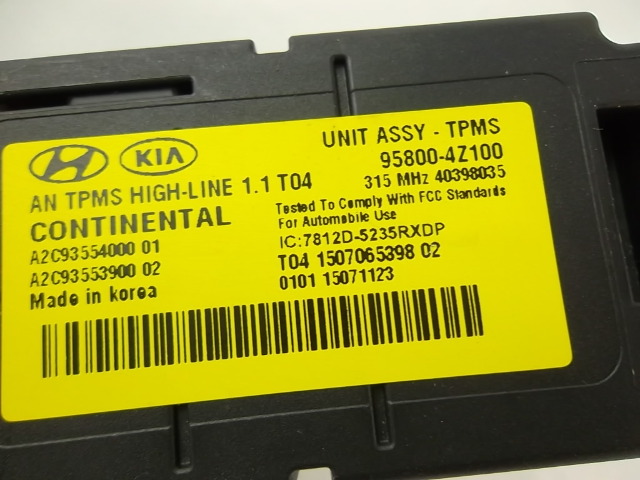 KIA
UNIT ASSY - TPMS
95800-4Z100
AN TPMS HIGH-LINE 1.1 T04
315 MHz 40398035
CONTINENTAL
Tested To Comply With FCC Standards
For Automobile Use
A2C93554000 01
IC:7812D-5235RXDP
A2C93553900 02
T04 1507065398 02
Made in korea
0101 15071123